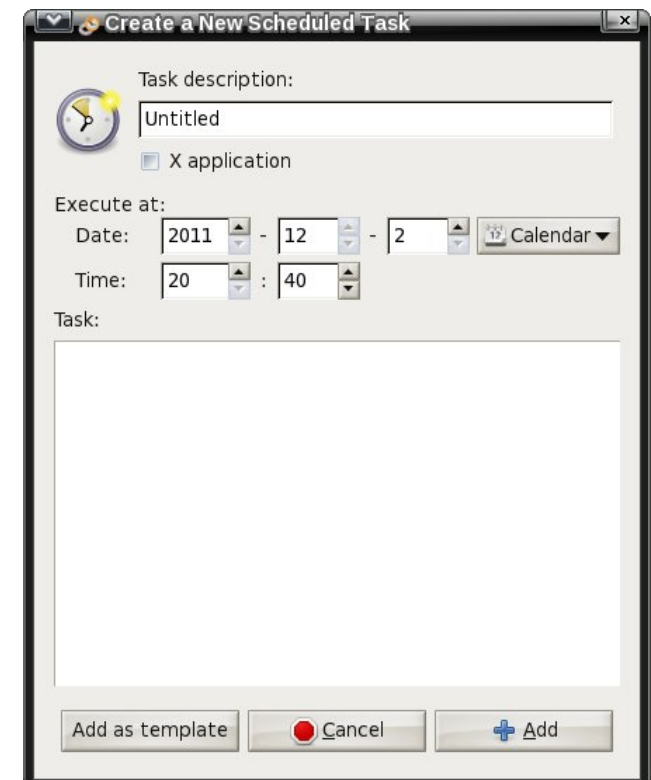 Create a New Scheduled Task
Task description:
Untitled
X application
Execute at:
Date: 2011 - 12 - 2 12 Calendar
Time: 20 : 40
Task:
Add as template Cancel Add